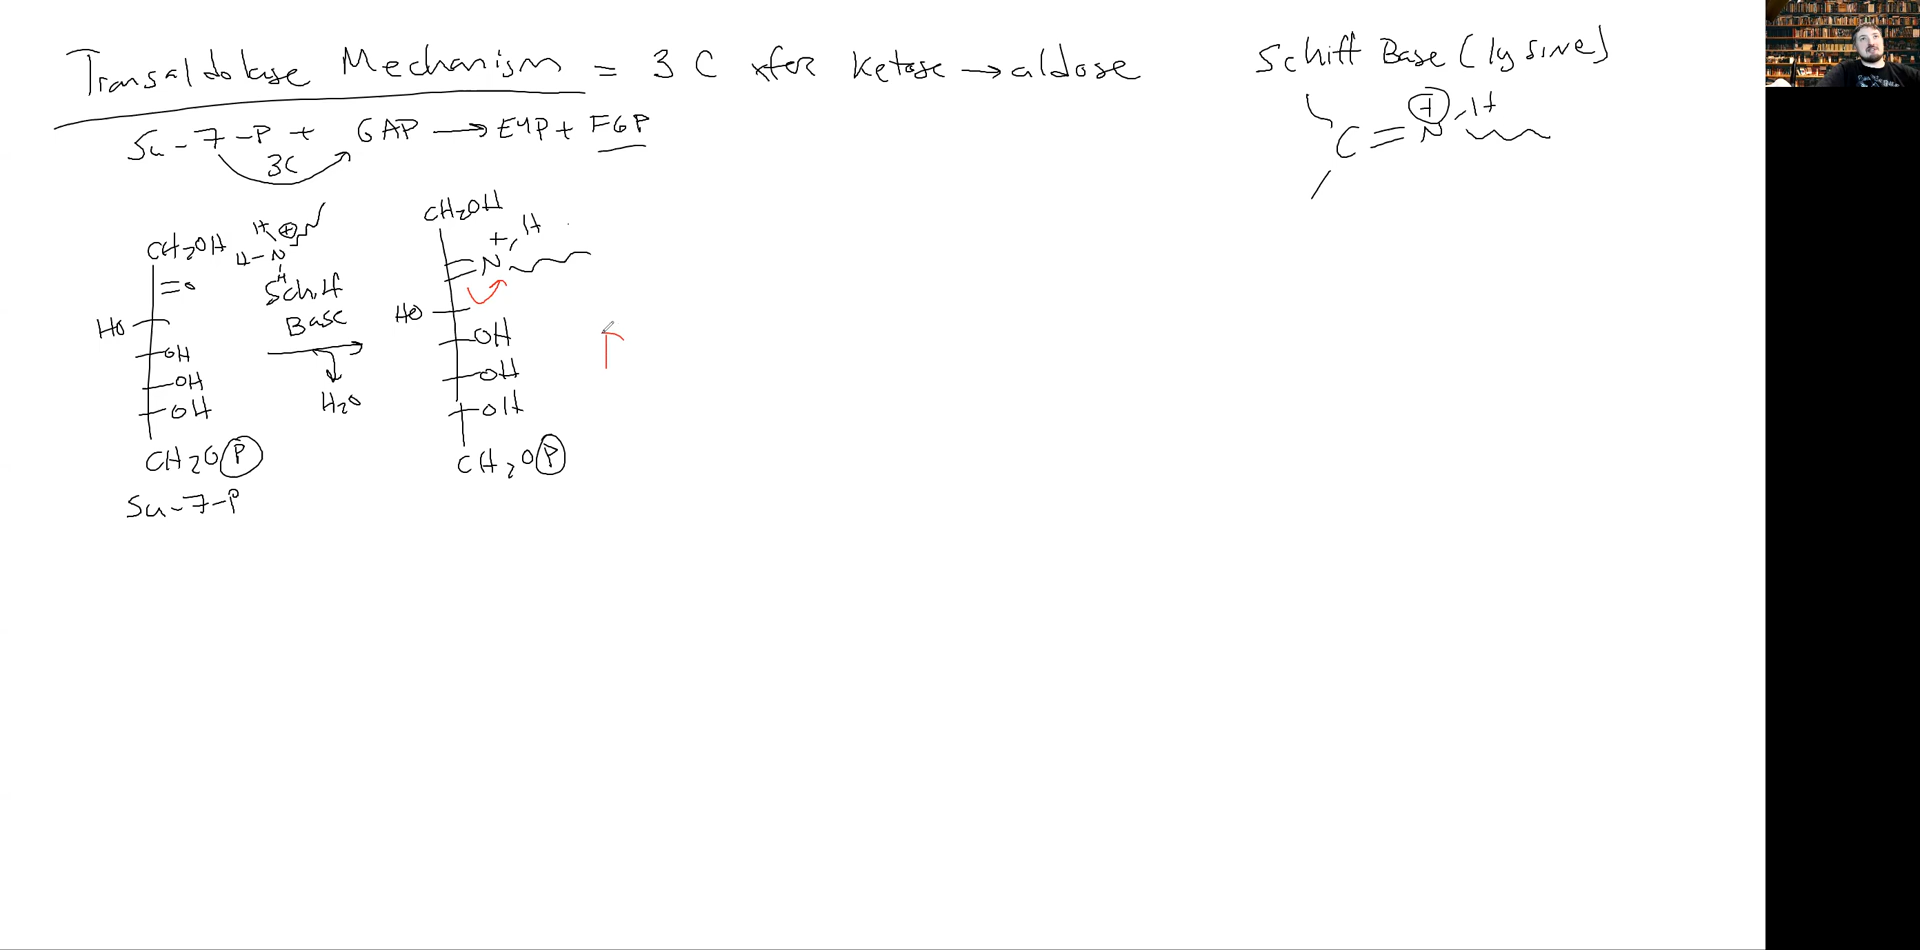 Transaldolase Mechanism = 3 C xfer Ketose → aldose
Su-7-P + GAP → E4P + F6P
3C
Schiff Base (lysine)
C=N
+
H
CH2OH
=O
HO
OH
OH
OH
CH2O P
Su-7-P
H +
H-N
H
Schiff
Base
H2O
CH2OH
+ H
=N
HO
OH
OH
OH
CH2O P